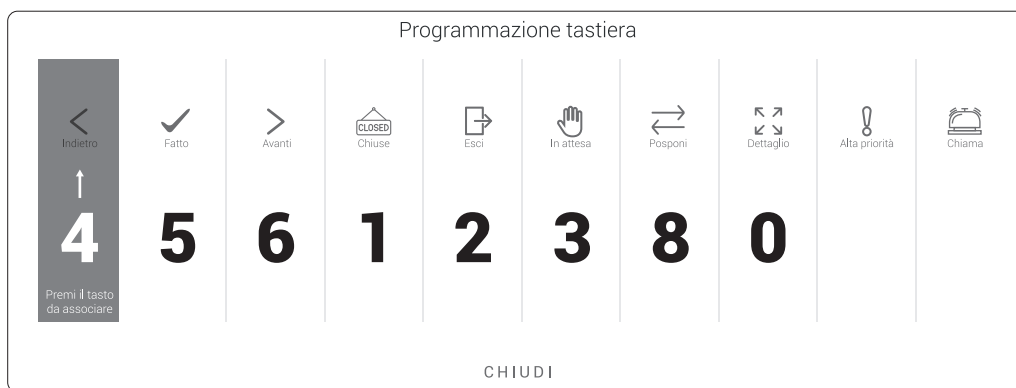 Programmazione tastiera
Indietro
Fatto
Avanti
CLOSED
Chiuse
Esci
In attesa
Posponi
Dettaglio
Alta priorità
Chiama
4
5
6
1
2
3
8
0
Premi il tasto
da associare
CHIUDI